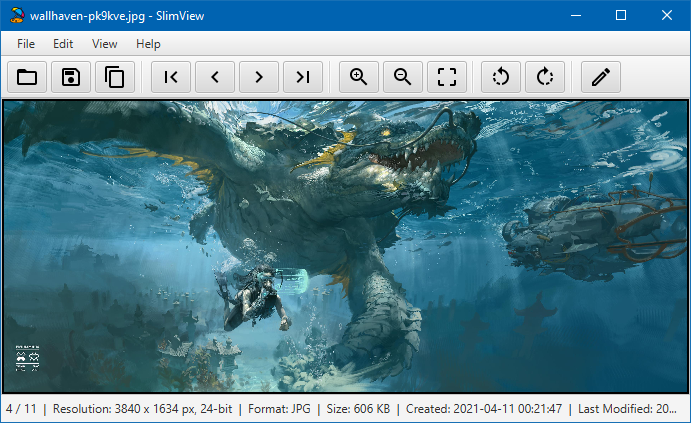 wallhaven-pk9kve.jpg - SlimView
File Edit View Help
4 / 11 | Resolution: 3840 x 1634 px, 24-bit | Format: JPG | Size: 606 KB | Created: 2021-04-11 00:21:47 | Last Modified: 20...